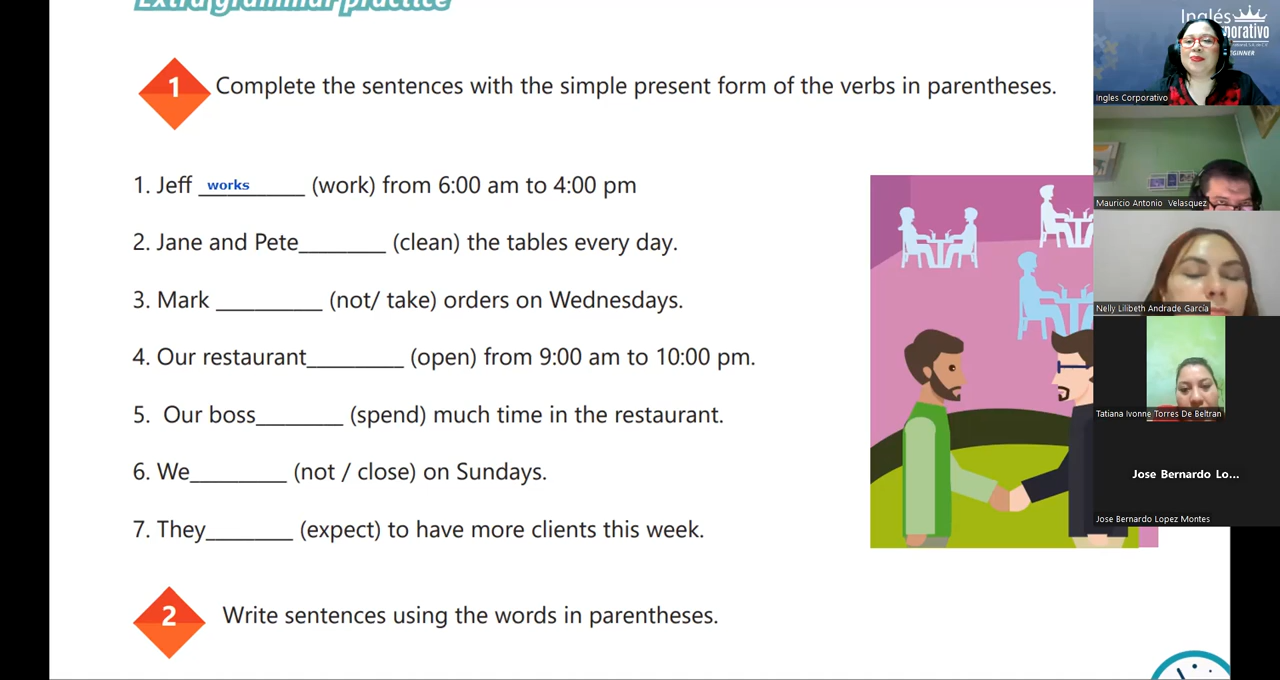 Extra grammar practice
1 Complete the sentences with the simple present form of the verbs in parentheses.
1. Jeff works__________ (work) from 6:00 am to 4:00 pm
2. Jane and Pete________ (clean) the tables every day.
3. Mark __________ (not/ take) orders on Wednesdays.
4. Our restaurant_________ (open) from 9:00 am to 10:00 pm.
5. Our boss________ (spend) much time in the restaurant.
6. We_________ (not / close) on Sundays.
7. They________ (expect) to have more clients this week.
2 Write sentences using the words in parentheses.
Inglés
Ingles Corporativo
Mauricio Antonio Velasquez
Nelly Lilibeth Andrade García
Tatiana Ivonne Torres De Beltran
Jose Bernardo Lo...
Jose Bernardo Lopez Montes